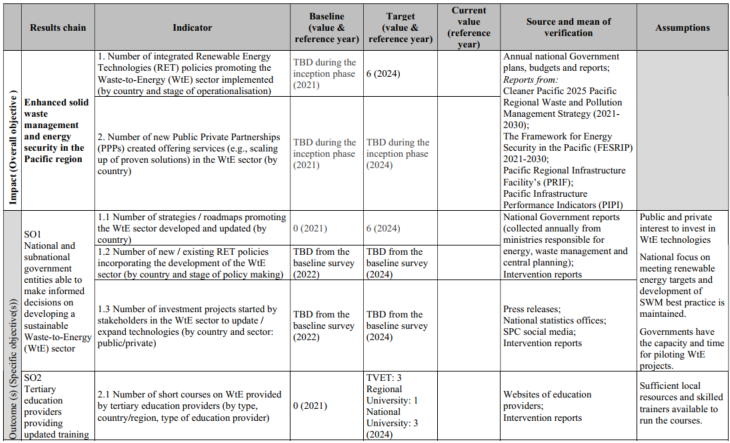 Results chain
Indicator
Baseline
(value &
reference year)
Target
(value &
reference year)
Current
value
(reference
year)
Source and mean of
verification
Assumptions
Impact (Overall objective )
Enhanced solid
waste
management
and energy
security in the
Pacific region
1. Number of integrated Renewable Energy
Technologies (RET) policies promoting the
Waste-to-Energy (WtE) sector implemented
(by country and stage of operationalisation)
TBD during the
inception phase
(2021)
6 (2024)
2. Number of new Public Private Partnerships
(PPPs) created offering services (e.g., scaling
up of proven solutions) in the WtE sector (by
country)
TBD during the
inception phase
(2021)
TBD during the
inception phase
(2024)
Annual national Government
plans, budgets and reports;
Reports from:
Cleaner Pacific 2025 Pacific
Regional Waste and Pollution
Management Strategy (2021-
2030);
The Framework for Energy
Security in the Pacific (FESRIP)
2021-2030;
Pacific Regional Infrastructure
Facility's (PRIF);
Pacific Infrastructure
Performance Indicators (PIPI)
Outcome (s) (Specific objective(s))
SO1
National and
subnational
government
entities able to
make informed
decisions on
developing a
sustainable
Waste-to-Energy
(WtE) sector
1.1 Number of strategies / roadmaps promoting
the WtE sector developed and updated (by
country)
0 (2021)
6 (2024)
1.2 Number of new / existing RET policies
incorporating the development of the WtE
sector (by country and stage of policy making)
TBD from the
baseline survey
(2022)
TBD from the
baseline survey
(2024)
National Government reports
(collected annually from
ministries responsible for
energy, waste management and
central planning);
Intervention reports
1.3 Number of investment projects started by
stakeholders in the WtE sector to update /
expand technologies (by country and sector:
public/private)
TBD from the
baseline survey
(2022)
TBD from the
baseline survey
(2024)
Press releases;
National statistics offices;
SPC social media;
Intervention reports
Public and private
interest to invest in
WtE technologies
National focus on
meeting renewable
energy targets and
development of
SWM best practice is
maintained.
Governments have
the capacity and time
for piloting WtE
projects.
SO2
Tertiary
education
providers
providing
updated training
2.1 Number of short courses on WtE provided
by tertiary education providers (by type,
country/region, type of education provider)
0 (2021)
TVET: 3
Regional
University: 1
National
University: 3
(2024)
Websites of education
providers;
Intervention reports
Sufficient local
resources and skilled
trainers available to
run the courses.